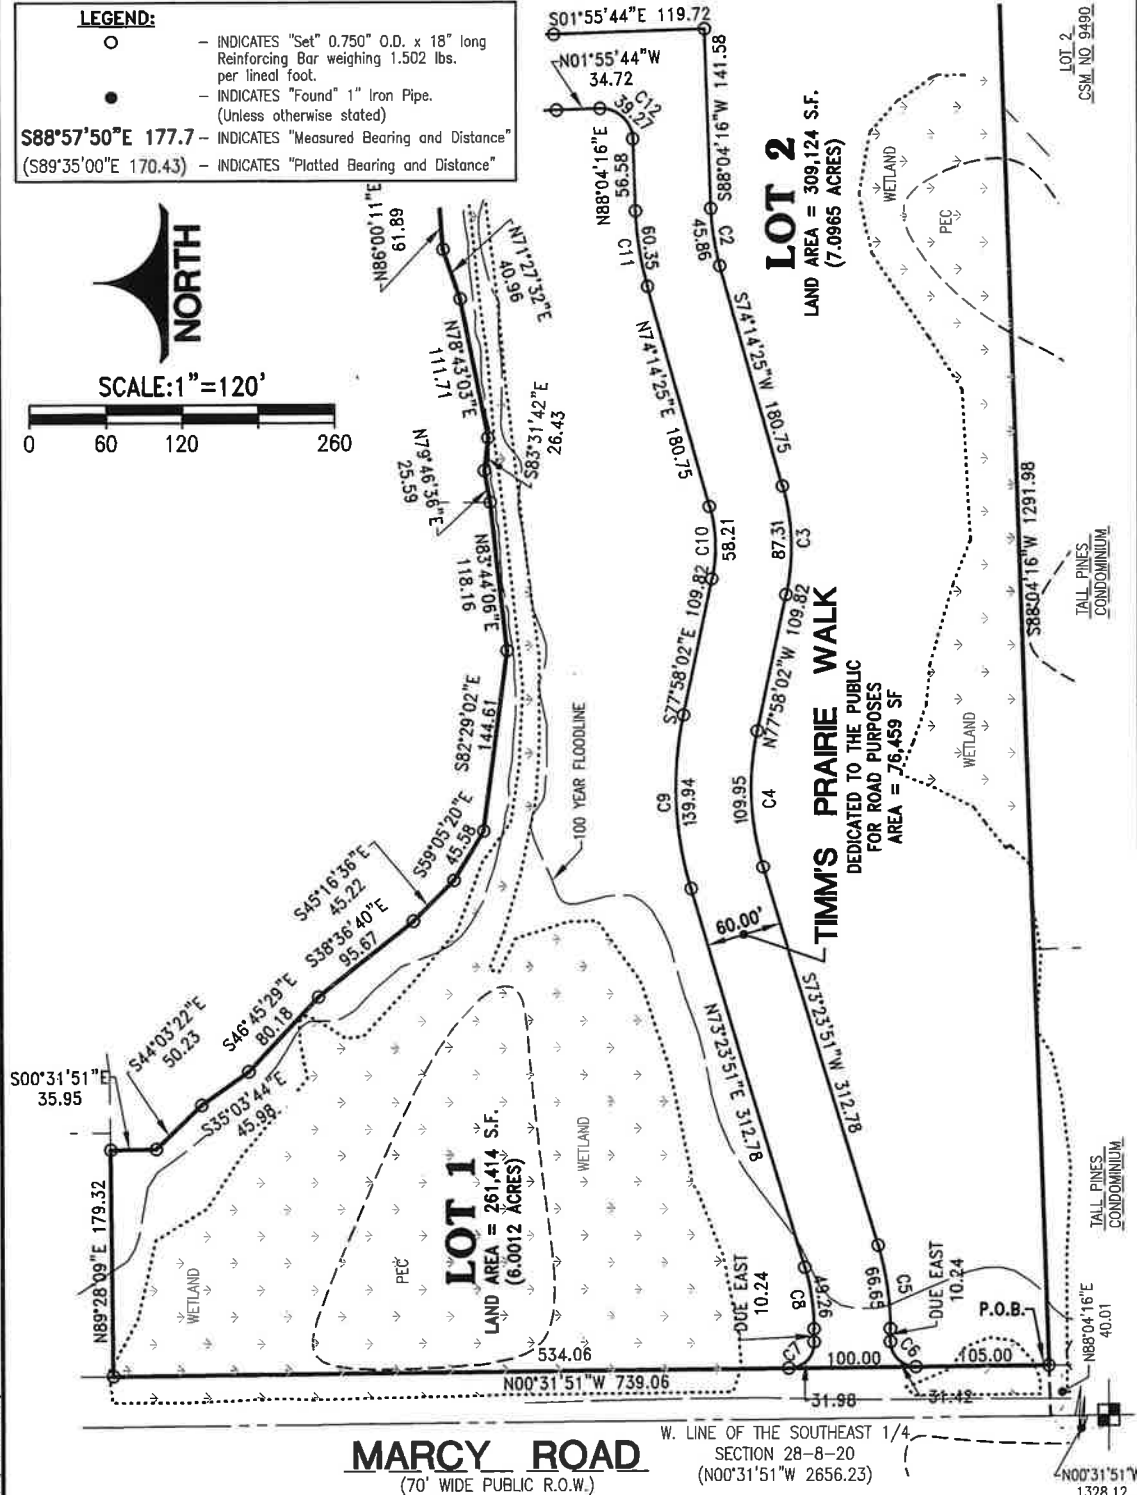 LEGEND:
– INDICATES "Set" 0.750" O.D. x 18" long
Reinforcing Bar weighing 1.502 lbs.
per lineal foot.
– INDICATES "Found" 1" Iron Pipe.
(Unless otherwise stated)
S88°57'50"E 177.7 – INDICATES "Measured Bearing and Distance"
(S89°35'00"E 170.43) – INDICATES "Platted Bearing and Distance"
NORTH
SCALE:1"=120'
0 60 120 260
S01°55'44"E 119.72
N01°55'44"W
34.72
C12
39.27
S88°04'16"W 141.58
N88°04'16"E
56.58
C11
60.35
C2
45.86
N74°14'25"E 180.75
S74°14'25"W 180.75
C10
58.21
C3
87.31
S77°58'02"E 109.82
N77°58'02"W 109.82
C9
139.94
C4
109.95
60.00'
N73°23'51"E 312.78
S73°23'51"W 312.78
C8
49.26
C5
66.65
DUE EAST
10.24
DUE EAST
10.24
C7
C6
31.98
31.42
100.00
105.00
P.O.B.
N88°04'16"E
40.01
LOT 2
CSM NO 9490
LOT 2
LAND AREA = 309,124 S.F.
(7.0965 ACRES)
WETLAND
PEC
S88°04'16"W 1291.98
TALL PINES
CONDOMINIUM
WETLAND
TIMM'S PRAIRIE WALK
DEDICATED TO THE PUBLIC
FOR ROAD PURPOSES
AREA = 76,459 SF
TALL PINES
CONDOMINIUM
61.89
N71°27'32"E
40.96
N78°43'03"E
111.71
S83°31'42"E
26.43
N79°46'36"E
25.59
N83°44'06"E
118.16
S82°29'02"E
144.61
100 YEAR FLOODLINE
S59°05'20"E
45.58
S45°16'36"E
45.22
S38°36'40"E
95.67
S46°45'29"E
80.18
S44°03'22"E
50.23
S35°03'44"E
45.98
S00°31'51"E
35.95
N89°28'09"E 179.32
WETLAND
PEC
LOT 1
LAND AREA = 261,414 S.F.
(6.0012 ACRES)
WETLAND
534.06
N00°31'51"W 739.06
MARCY ROAD
(70' WIDE PUBLIC R.O.W.)
W. LINE OF THE SOUTHEAST 1/4
SECTION 28-8-20
(N00°31'51"W 2656.23)
N00°31'51"W
1328.12